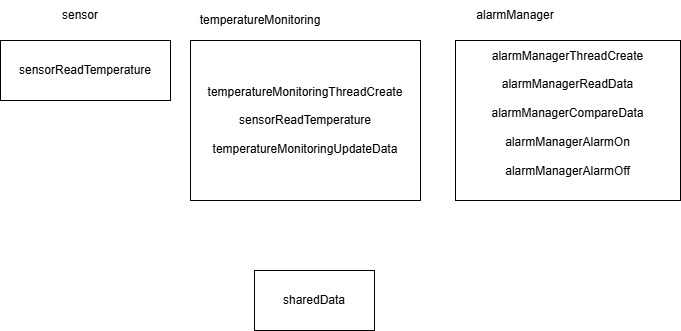 sensor
temperatureMonitoring
alarmManager
sensorReadTemperature
temperatureMonitoringThreadCreate
sensorReadTemperature
temperatureMonitoringUpdateData
alarmManagerThreadCreate
alarmManagerReadData
alarmManagerCompareData
alarmManagerAlarmOn
alarmManagerAlarmOff
sharedData